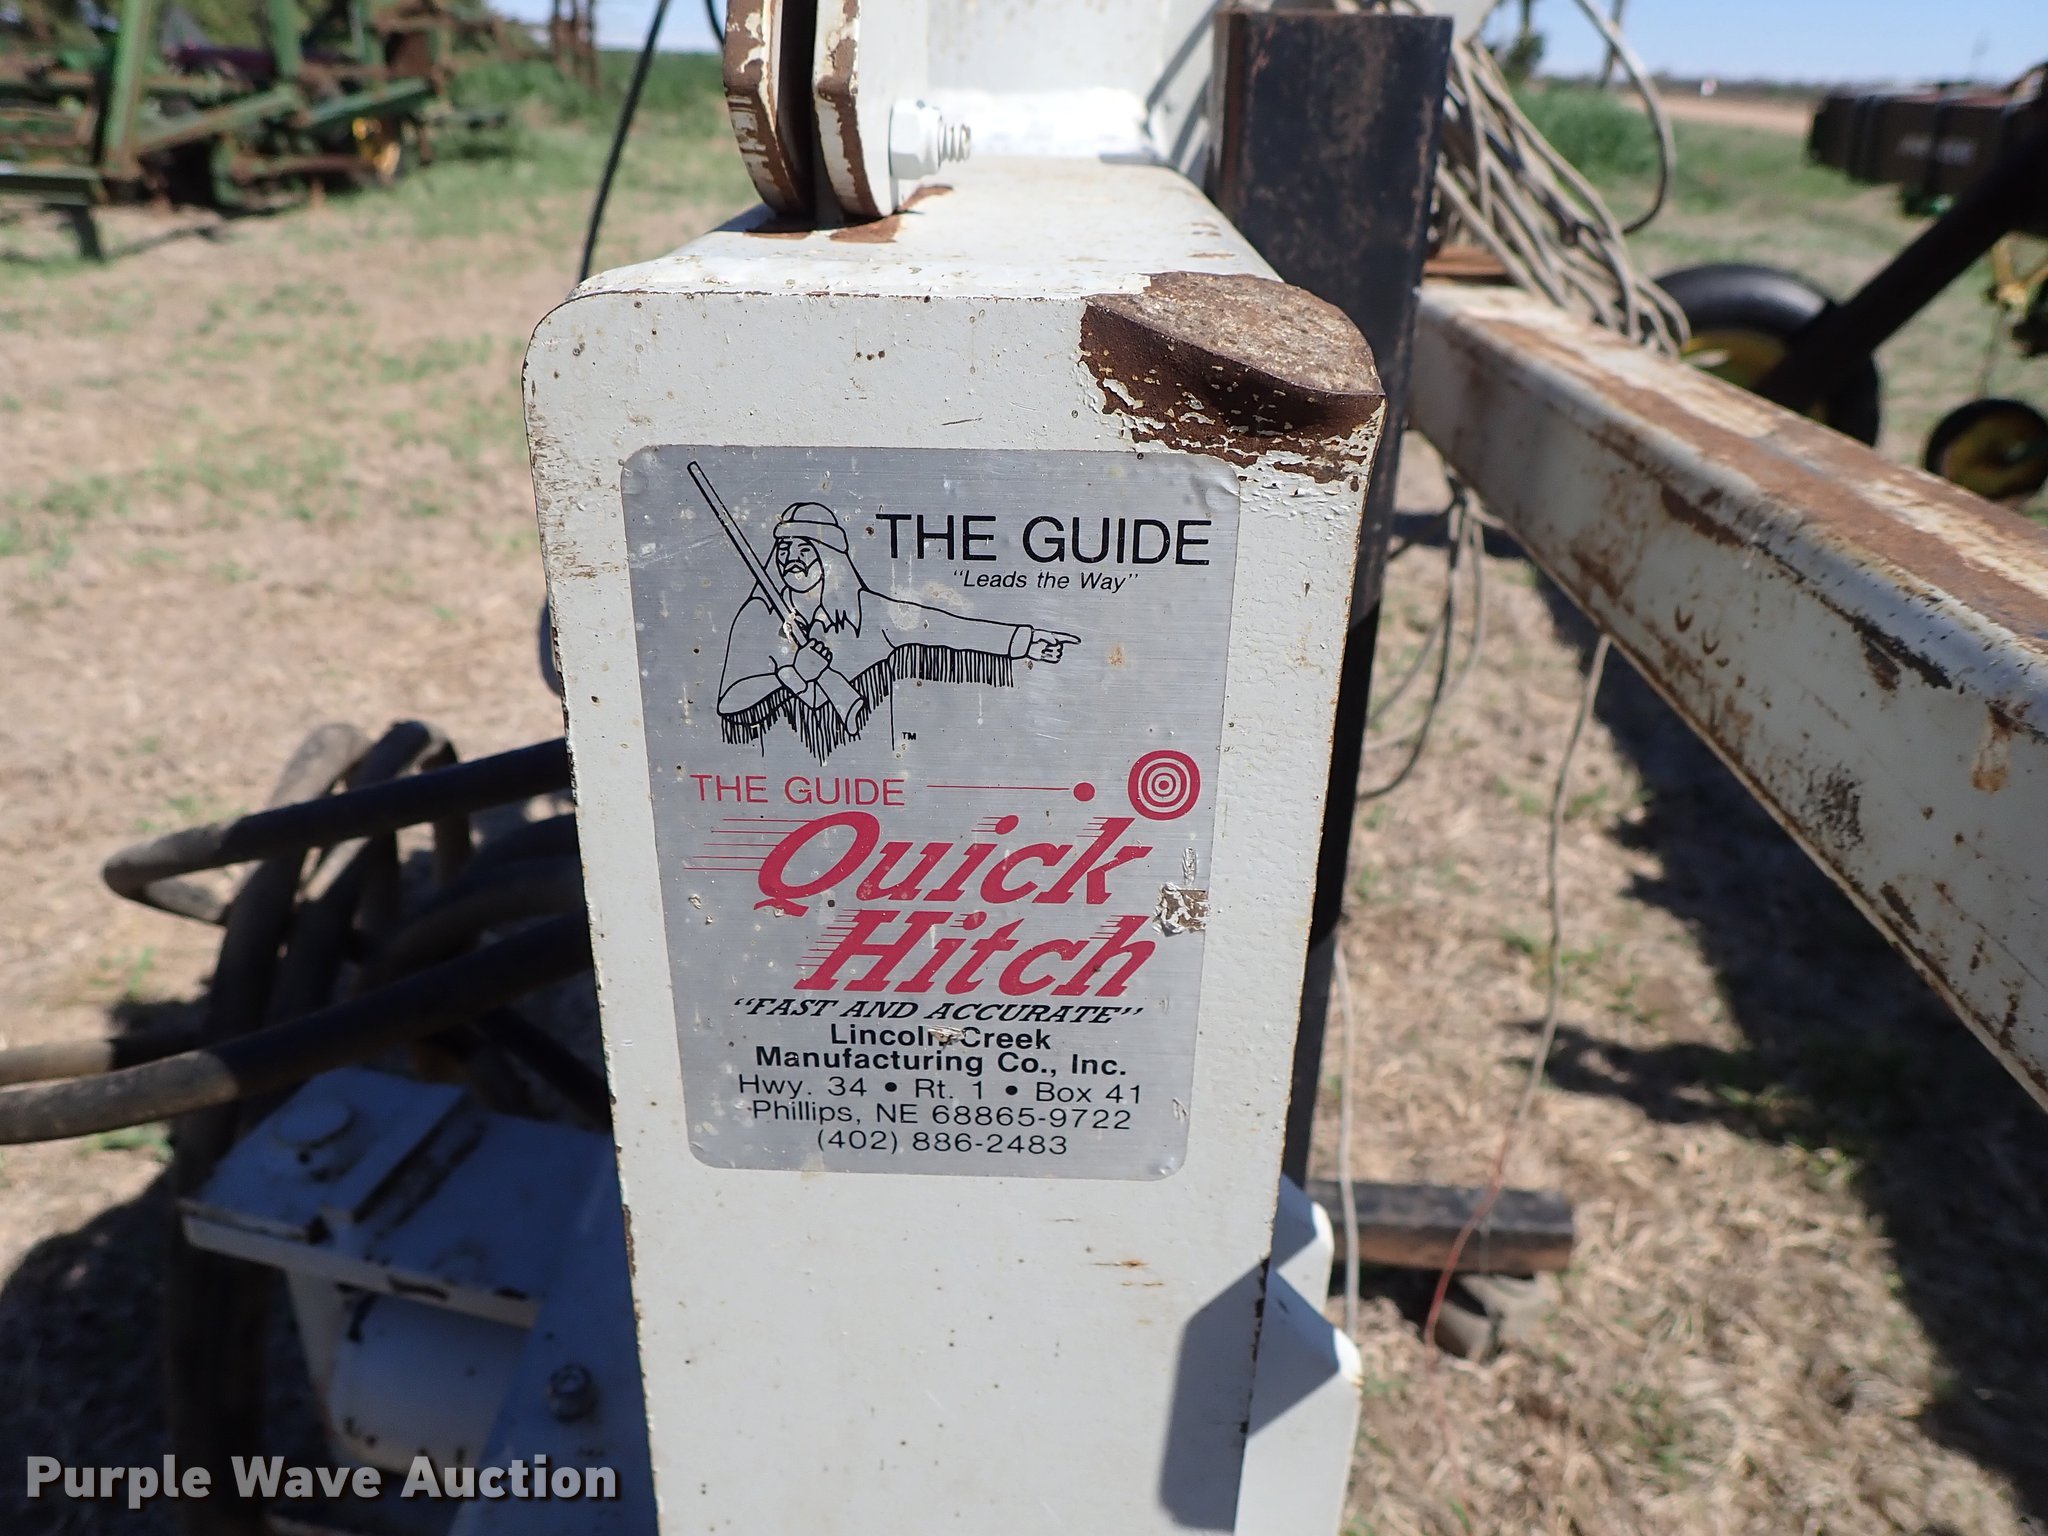 THE GUIDE
"Leads the Way"
TM
THE GUIDE
Quick
Hitch
"FAST AND ACCURATE"
Lincoln Creek
Manufacturing Co., Inc.
Hwy. 34 • Rt. 1 • Box 41
Phillips, NE 68865-9722
(402) 886-2483
Purple Wave Auction